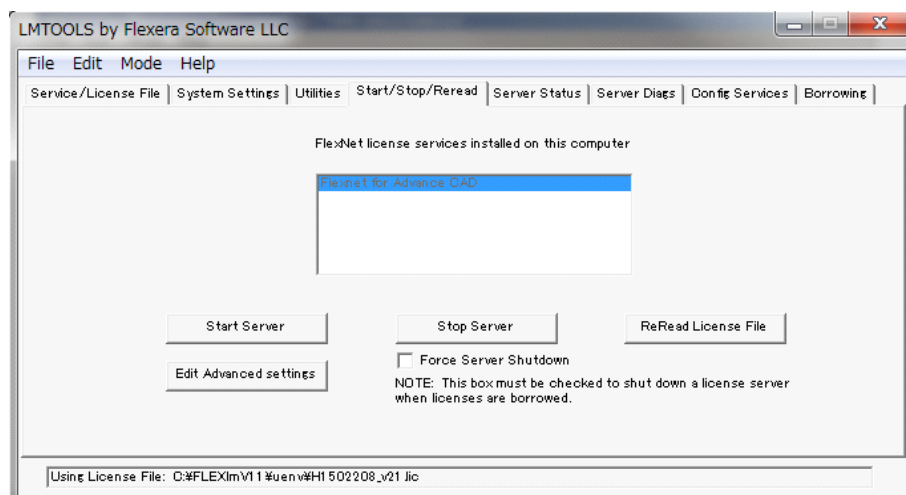 LMTOOLS by Flexera Software LLC
File Edit Mode Help
Service/License File System Settings Utilities Start/Stop/Reread Server Status Server Diags Config Services Borrowing
FlexNet license services installed on this computer
Flexnet for Advance CAD
Start Server Stop Server ReRead License File
Edit Advanced settings Force Server Shutdown
NOTE: This box must be checked to shut down a license server
when licenses are borrowed.
Using License File: C:¥FLEXlmV11¥uenv¥H1502208_v21.lic